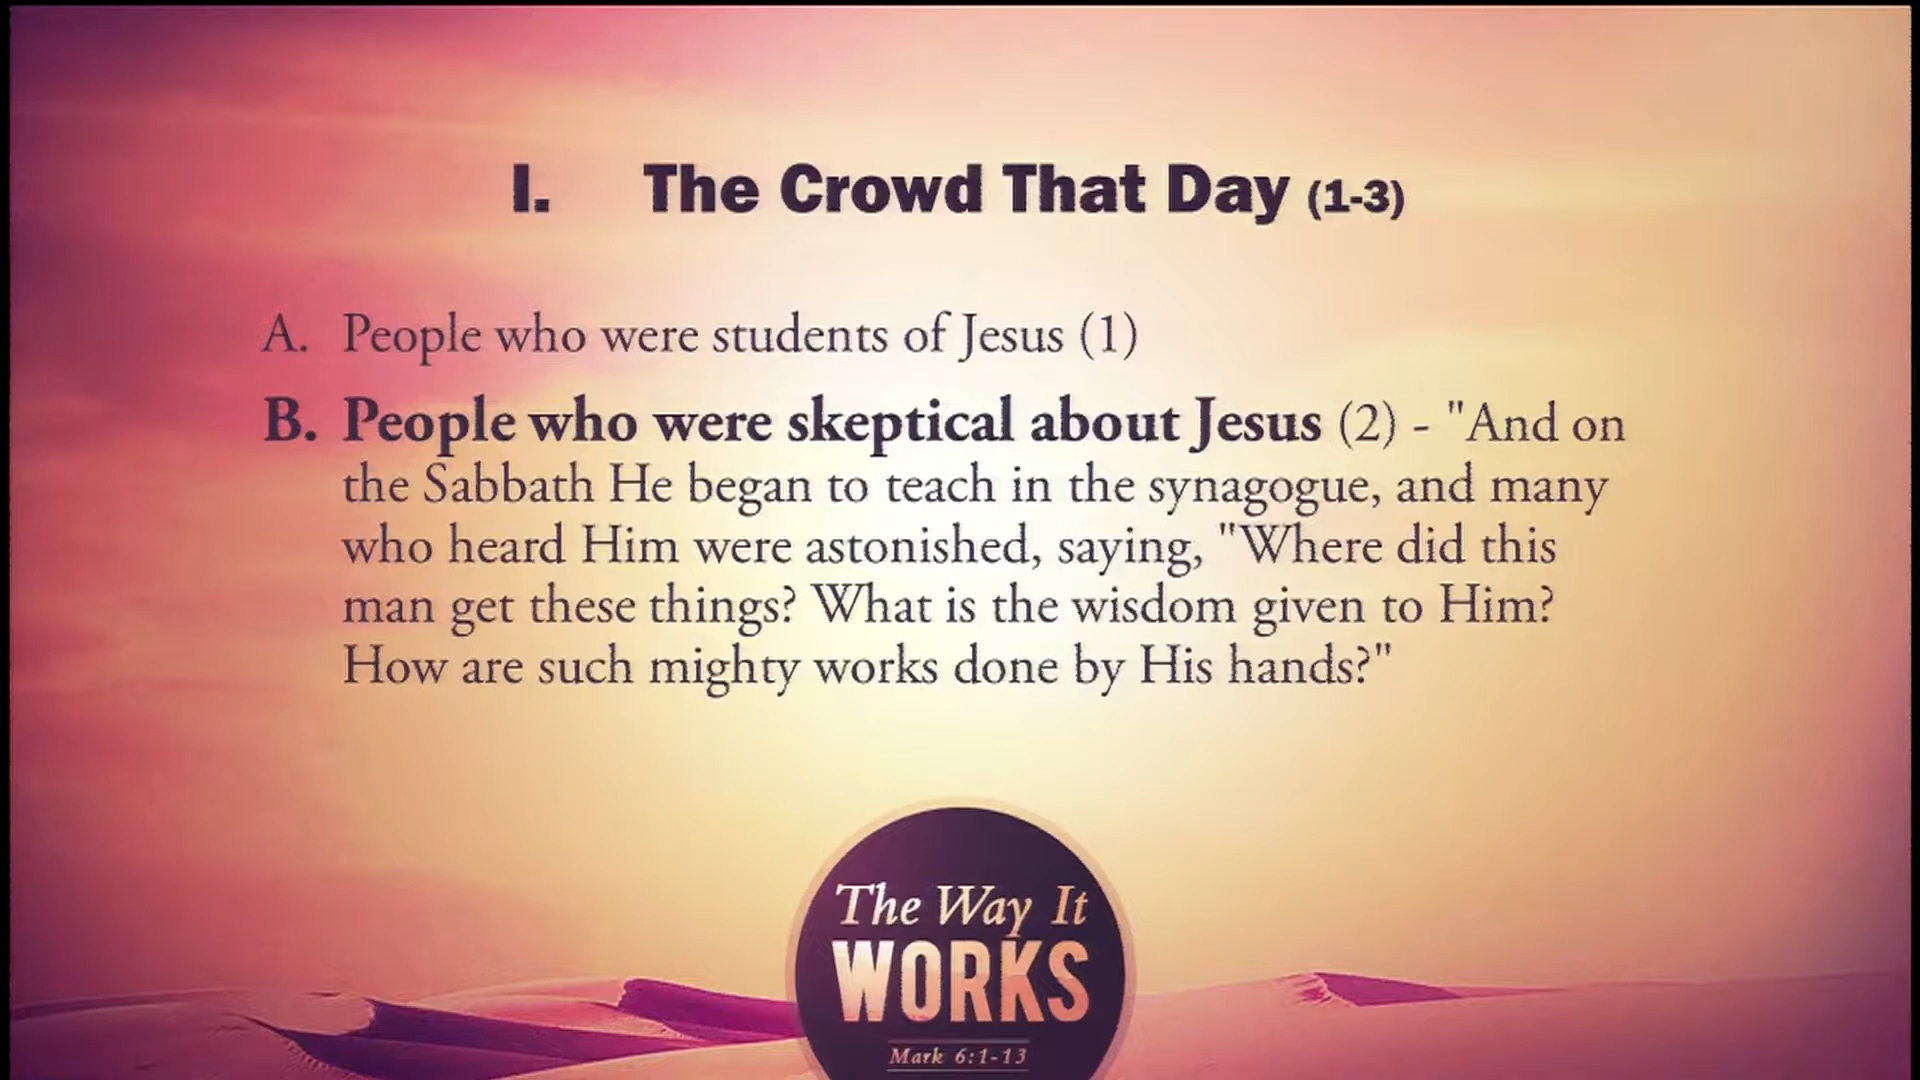 I. The Crowd That Day (1-3)
A. People who were students of Jesus (1)
B. People who were skeptical about Jesus (2) - "And on
the Sabbath He began to teach in the synagogue, and many
who heard Him were astonished, saying, "Where did this
man get these things? What is the wisdom given to Him?
How are such mighty works done by His hands?"
The Way It
WORKS
Mark 6:1-13